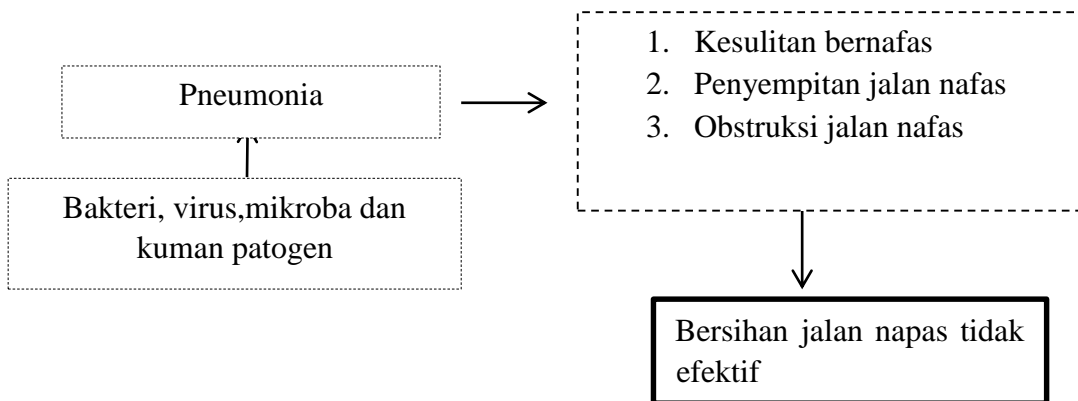 Pneumonia
Bakteri, virus,mikroba dan
kuman patogen
1. Kesulitan bernafas
2. Penyempitan jalan nafas
3. Obstruksi jalan nafas
Bersihan jalan napas tidak
efektif